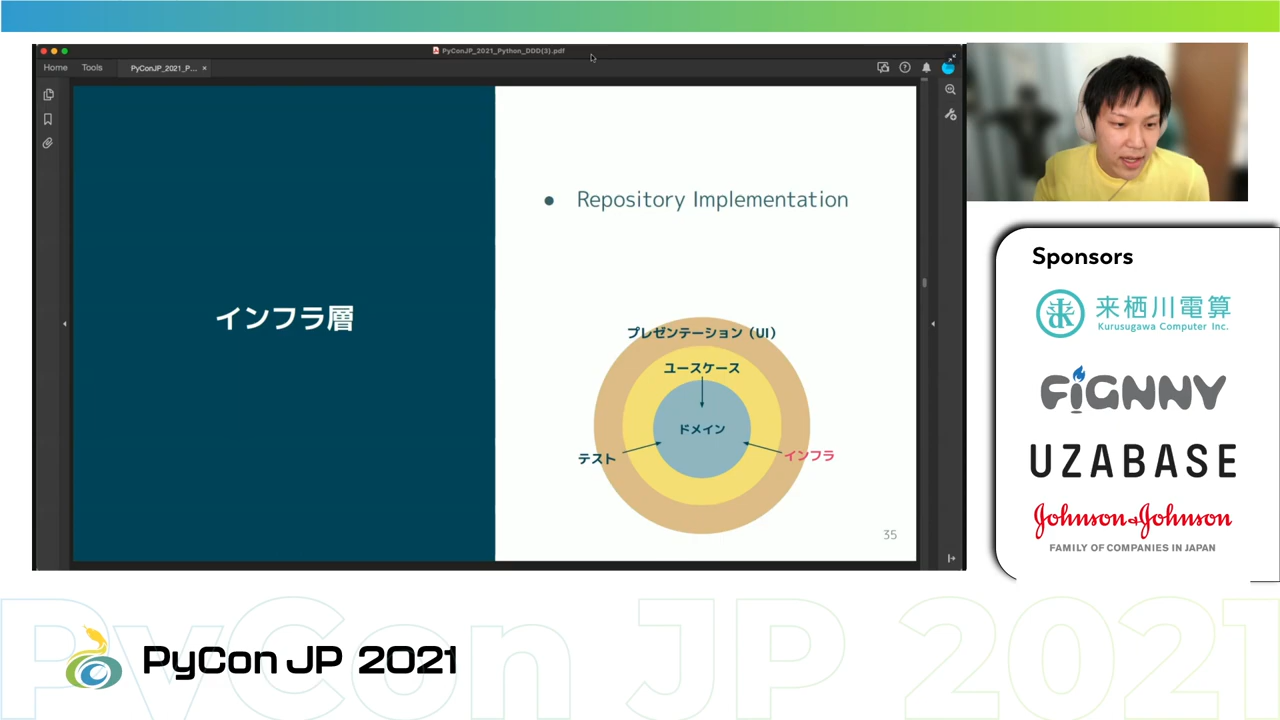 PyConJP_2021_Python_DDD(3).pdf
Home Tools PyConJP_2021_P... ×
インフラ層
● Repository Implementation
プレゼンテーション（UI）
ユースケース
ドメイン
テスト
インフラ
35
Sponsors
来栖川電算
Kurusugawa Computer Inc.
FiGNNY
UZABASE
Johnson&Johnson
FAMILY OF COMPANIES IN JAPAN
PyCon JP 2021
PyCon JP 2021